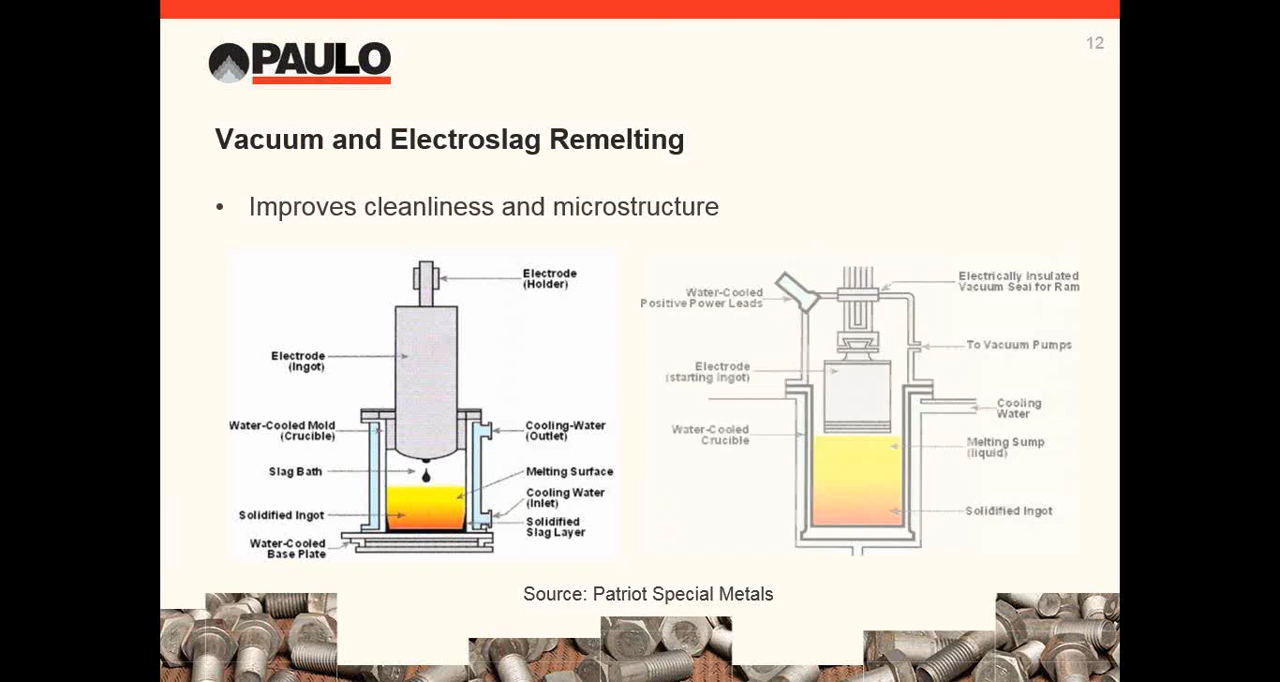 12
PAULO
Vacuum and Electroslag Remelting
• Improves cleanliness and microstructure
Electrode
(Holder)
Electrode
(Ingot)
Water-Cooled Mold
(Crucible)
Cooling-Water
(Outlet)
Slag Bath
Melting Surface
Cooling Water
(Inlet)
Solidified Ingot
Solidified
Slag Layer
Water-Cooled
Base Plate
Electrically Insulated
Vacuum Seal for Ram
Water-Cooled
Positive Power Leads
To Vacuum Pumps
Electrode
(starting ingot)
Cooling
Water
Water-Cooled
Crucible
Melting Sump
(liquid)
Solidified Ingot
Source: Patriot Special Metals